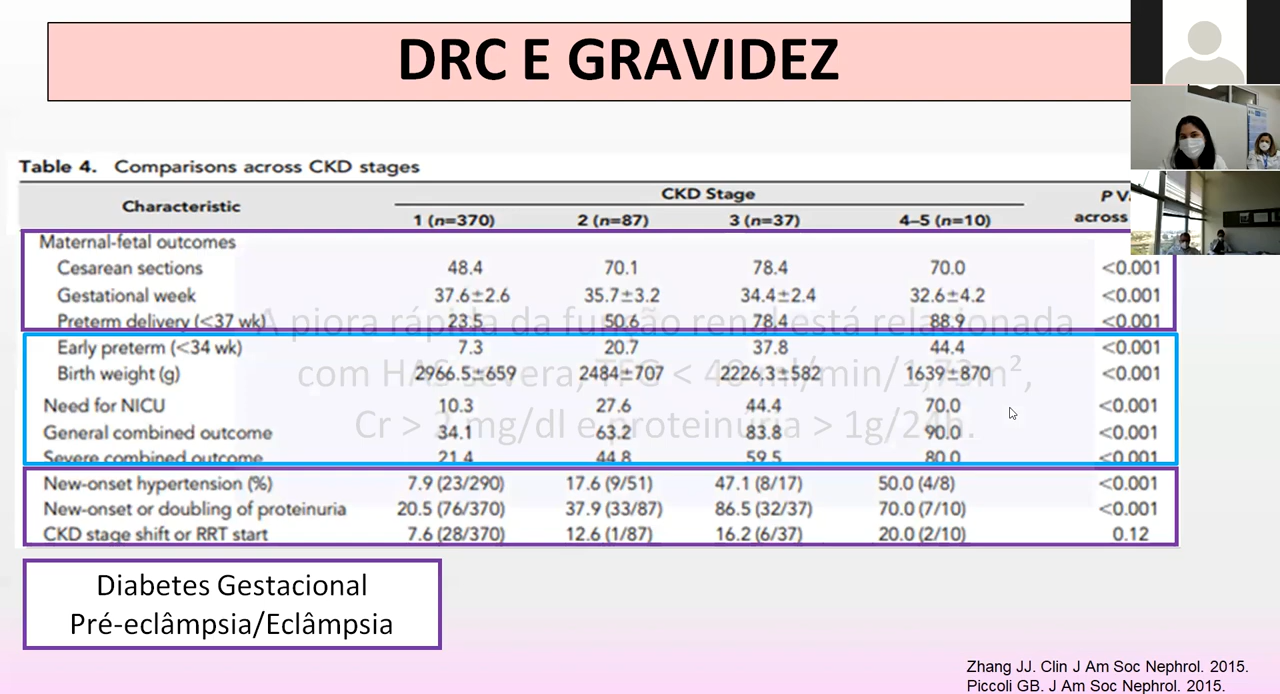 DRC E GRAVIDEZ
Table 4. Comparisons across CKD stages
Characteristic CKD Stage P V
1 (n=370) 2 (n=87) 3 (n=37) 4–5 (n=10) across
Maternal-fetal outcomes
Cesarean sections 48.4 70.1 78.4 70.0 <0.001
Gestational week 37.6±2.6 35.7±3.2 34.4±2.4 32.6±4.2 <0.001
Preterm delivery (<37 wk) 23.5 50.6 78.4 88.9 <0.001
Early preterm (<34 wk) 7.3 20.7 37.8 44.4 <0.001
Birth weight (g) 2966.5±659 2484±707 2226.3±582 1639±870 <0.001
Need for NICU 10.3 27.6 44.4 70.0 <0.001
General combined outcome 34.1 63.2 83.8 90.0 <0.001
Severe combined outcome 21.4 44.8 59.5 80.0 <0.001
New-onset hypertension (%) 7.9 (23/290) 17.6 (9/51) 47.1 (8/17) 50.0 (4/8) <0.001
New-onset or doubling of proteinuria 20.5 (76/370) 37.9 (33/87) 86.5 (32/37) 70.0 (7/10) <0.001
CKD stage shift or RRT start 7.6 (28/370) 12.6 (1/87) 16.2 (6/37) 20.0 (2/10) 0.12
A piora rápida da função renal está relacionada
com HAS severa, TFG < 40 ml/min/1,73m²,
Cr > mg/dl e proteinúria > 1g/24h.
Diabetes Gestacional
Pré-eclâmpsia/Eclâmpsia
Zhang JJ. Clin J Am Soc Nephrol. 2015.
Piccoli GB. J Am Soc Nephrol. 2015.